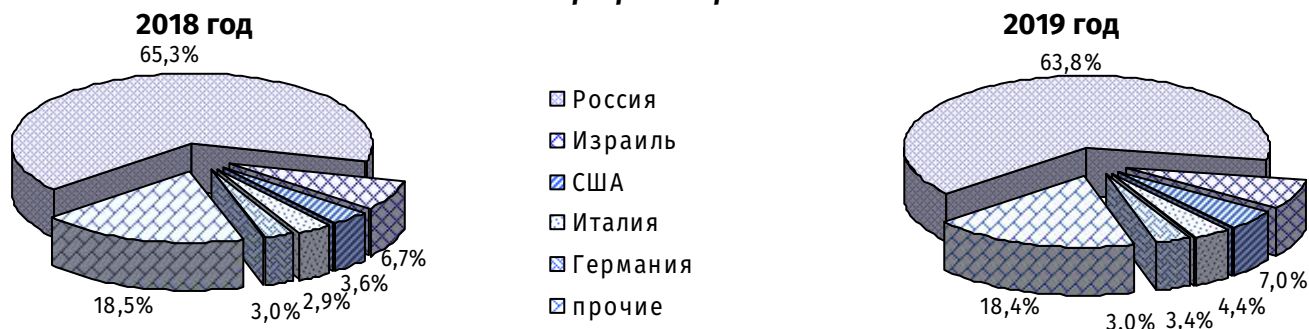 2018 год
65,3%
6,7%
3,6%
2,9%
3,0%
18,5%
Россия
Израиль
США
Италия
Германия
прочие
2019 год
63,8%
7,0%
4,4%
3,4%
3,0%
18,4%